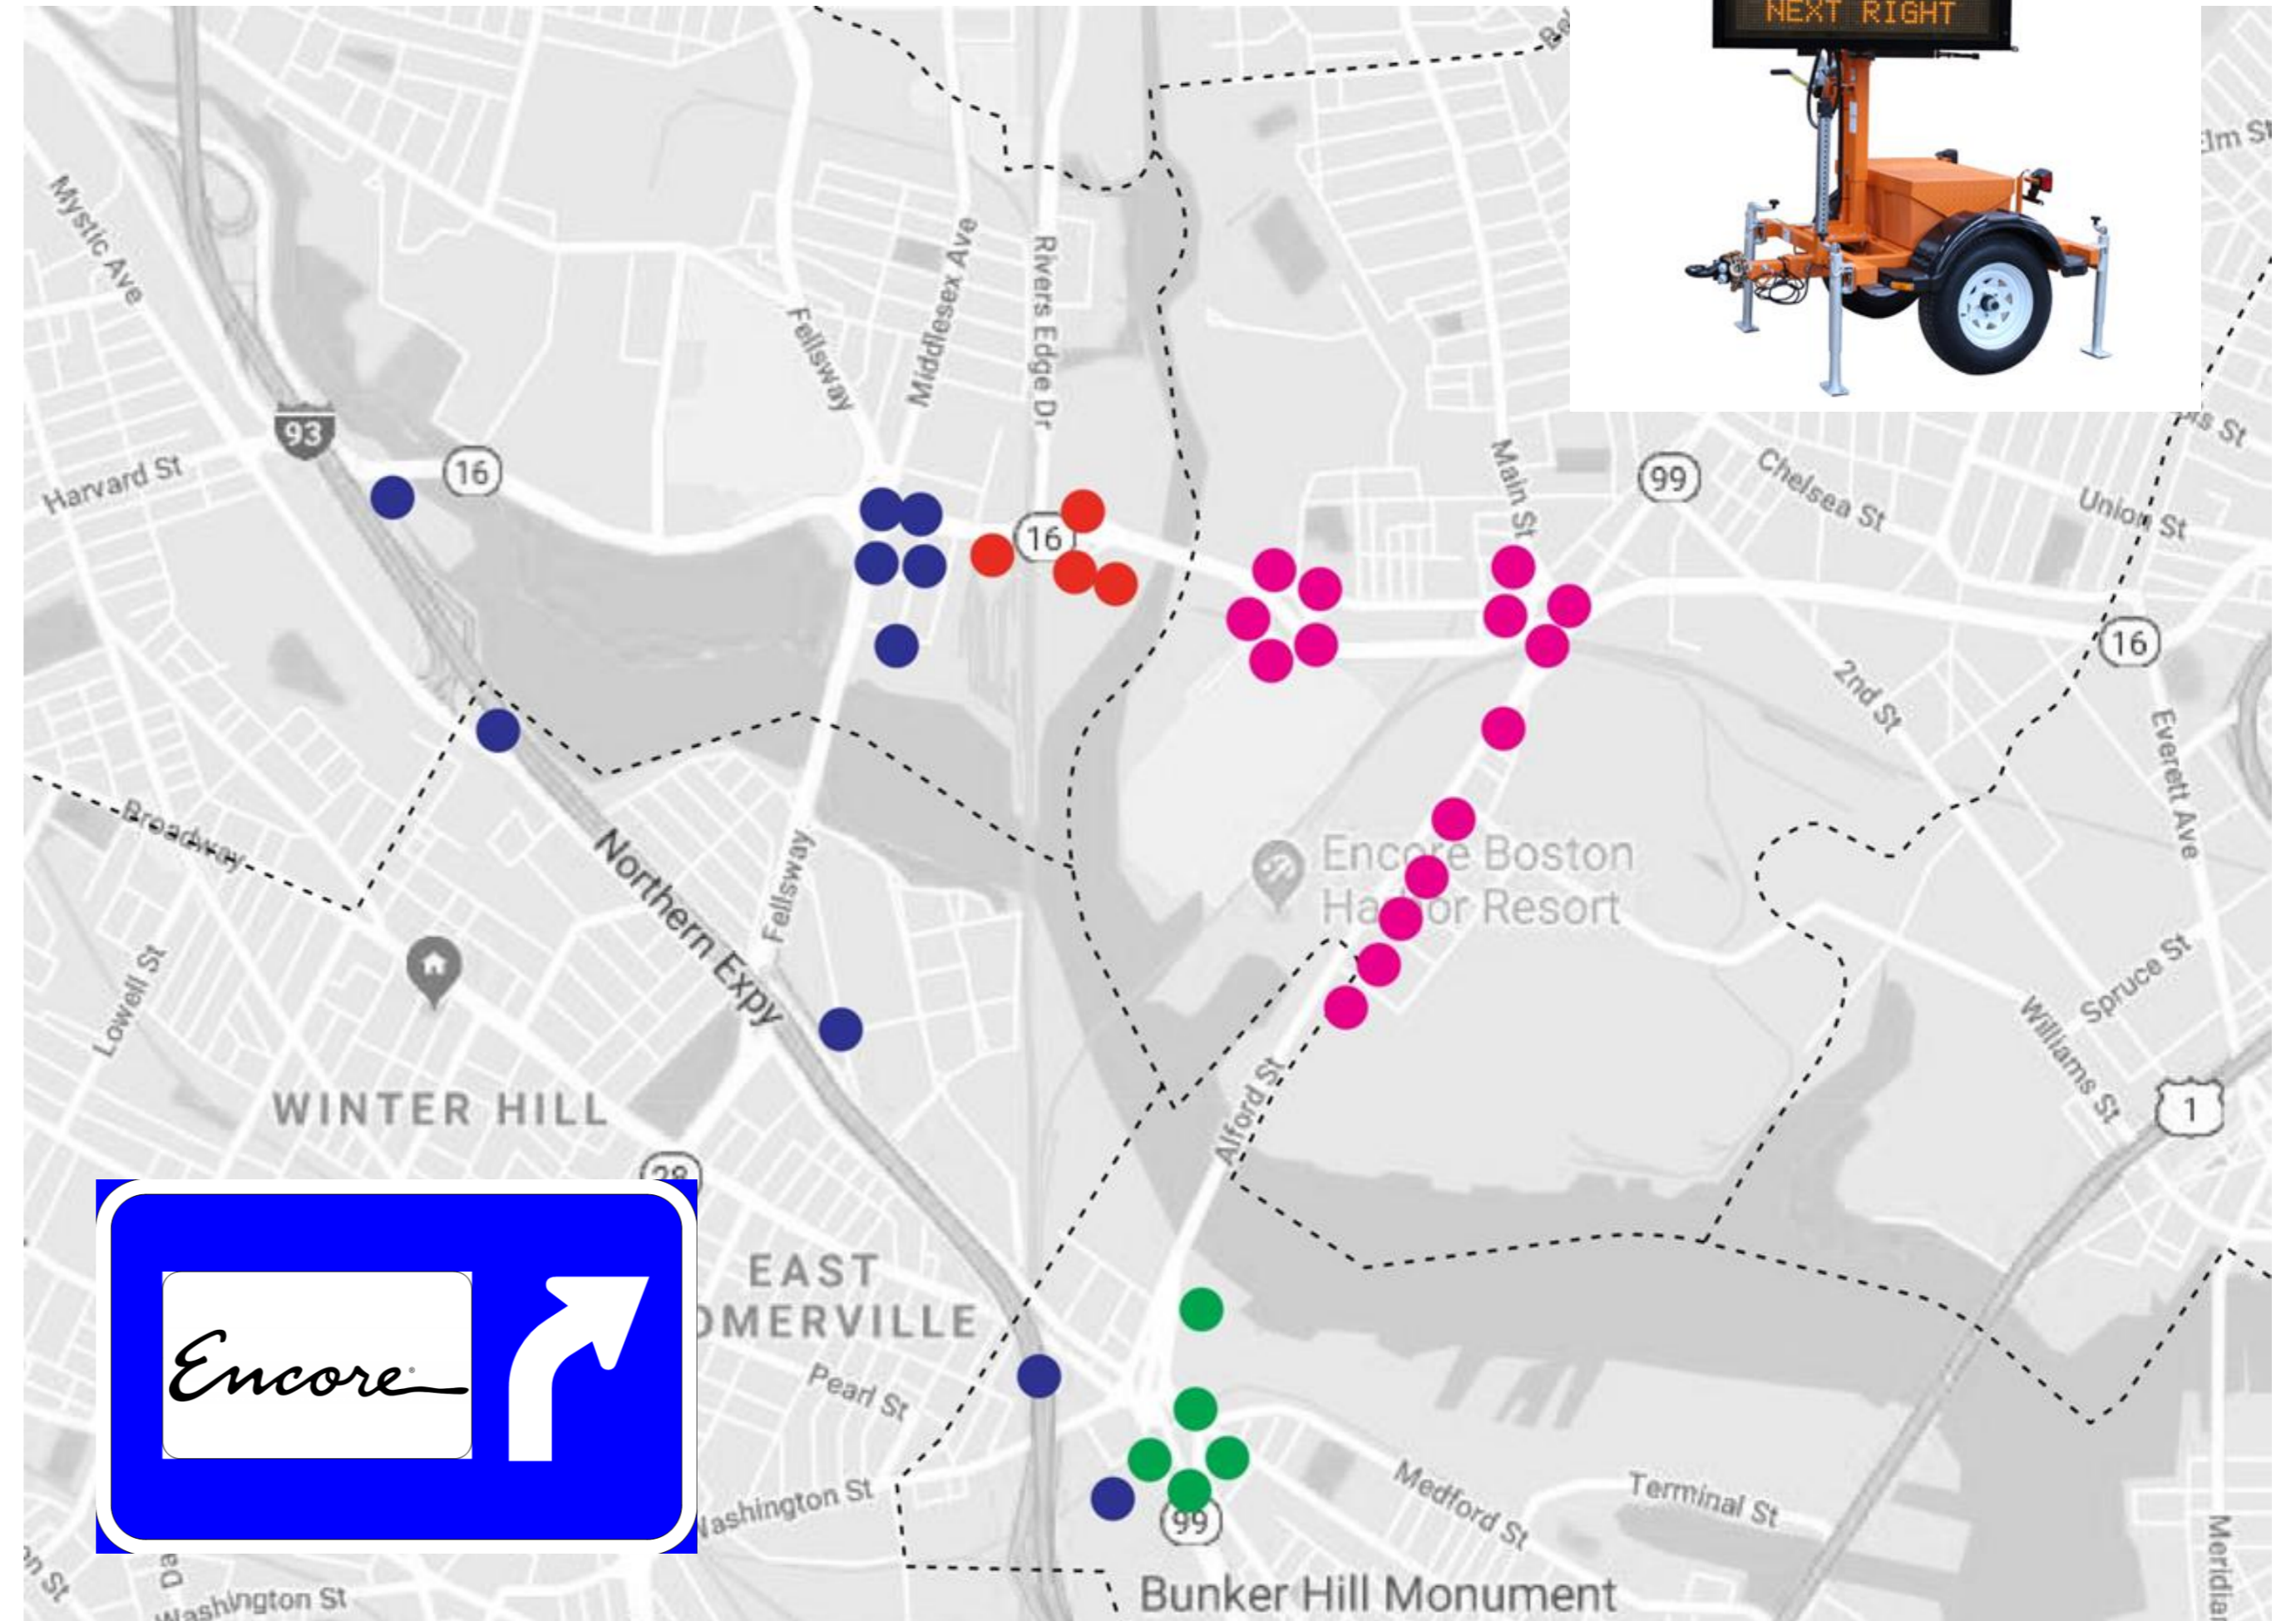 NEXT RIGHT
Mystic Ave
Middlesex Ave
Rivers Edge Dr
Fellsway
93
16
Harvard St
16
Main St
99
Chelsea St
Union St
16
2nd St
Everett Ave
Broadway
Northern Expy
Fellsway
Encore Boston
Harbor Resort
Lowell St
Spruce St
Williams St
WINTER HILL
Alford St
1
28
EAST
OMERVILLE
Encore
Pearl St
Washington St
Medford St
Terminal St
99
Washington St
Bunker Hill Monument